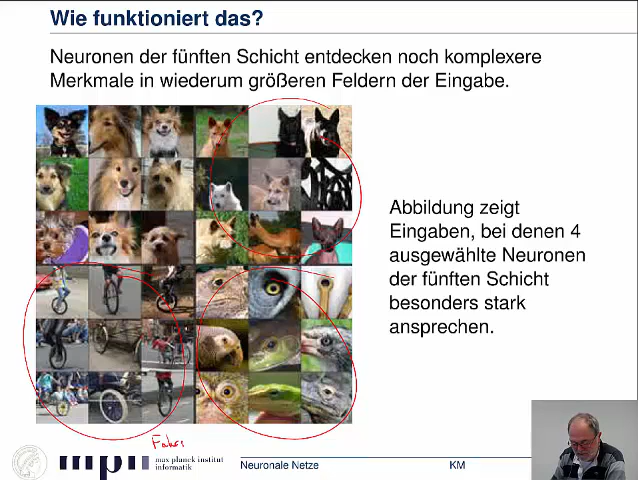 Wie funktioniert das?
Neuronen der fünften Schicht entdecken noch komplexere
Merkmale in wiederum größeren Feldern der Eingabe.
Abbildung zeigt
Eingaben, bei denen 4
ausgewählte Neuronen
der fünften Schicht
besonders stark
ansprechen.
max planck institut
informatik
Neuronale Netze
KM